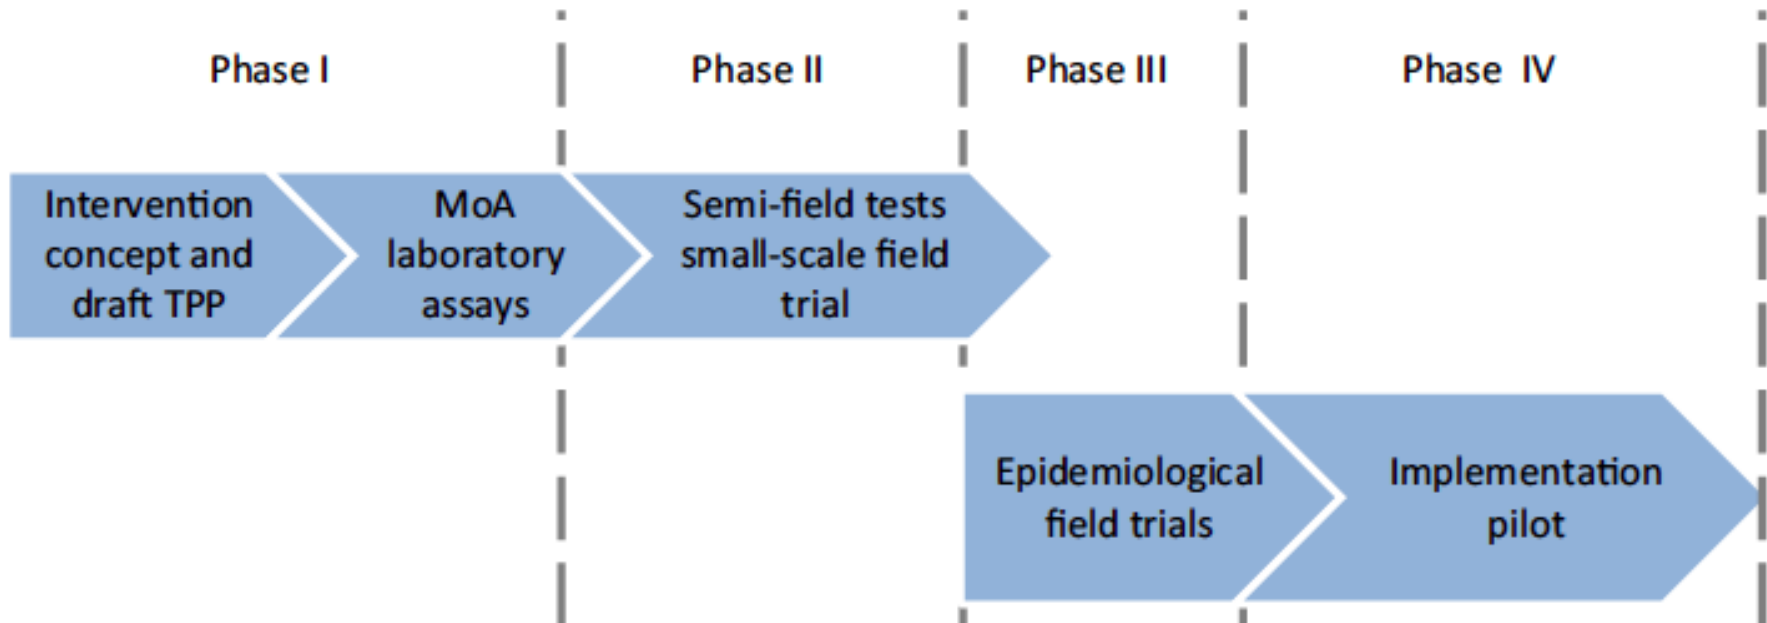 Phase I
Phase II
Phase III
Phase IV
Intervention
concept and
draft TPP
MoA
laboratory
assays
Semi-field tests
small-scale field
trial
Epidemiological
field trials
Implementation
pilot